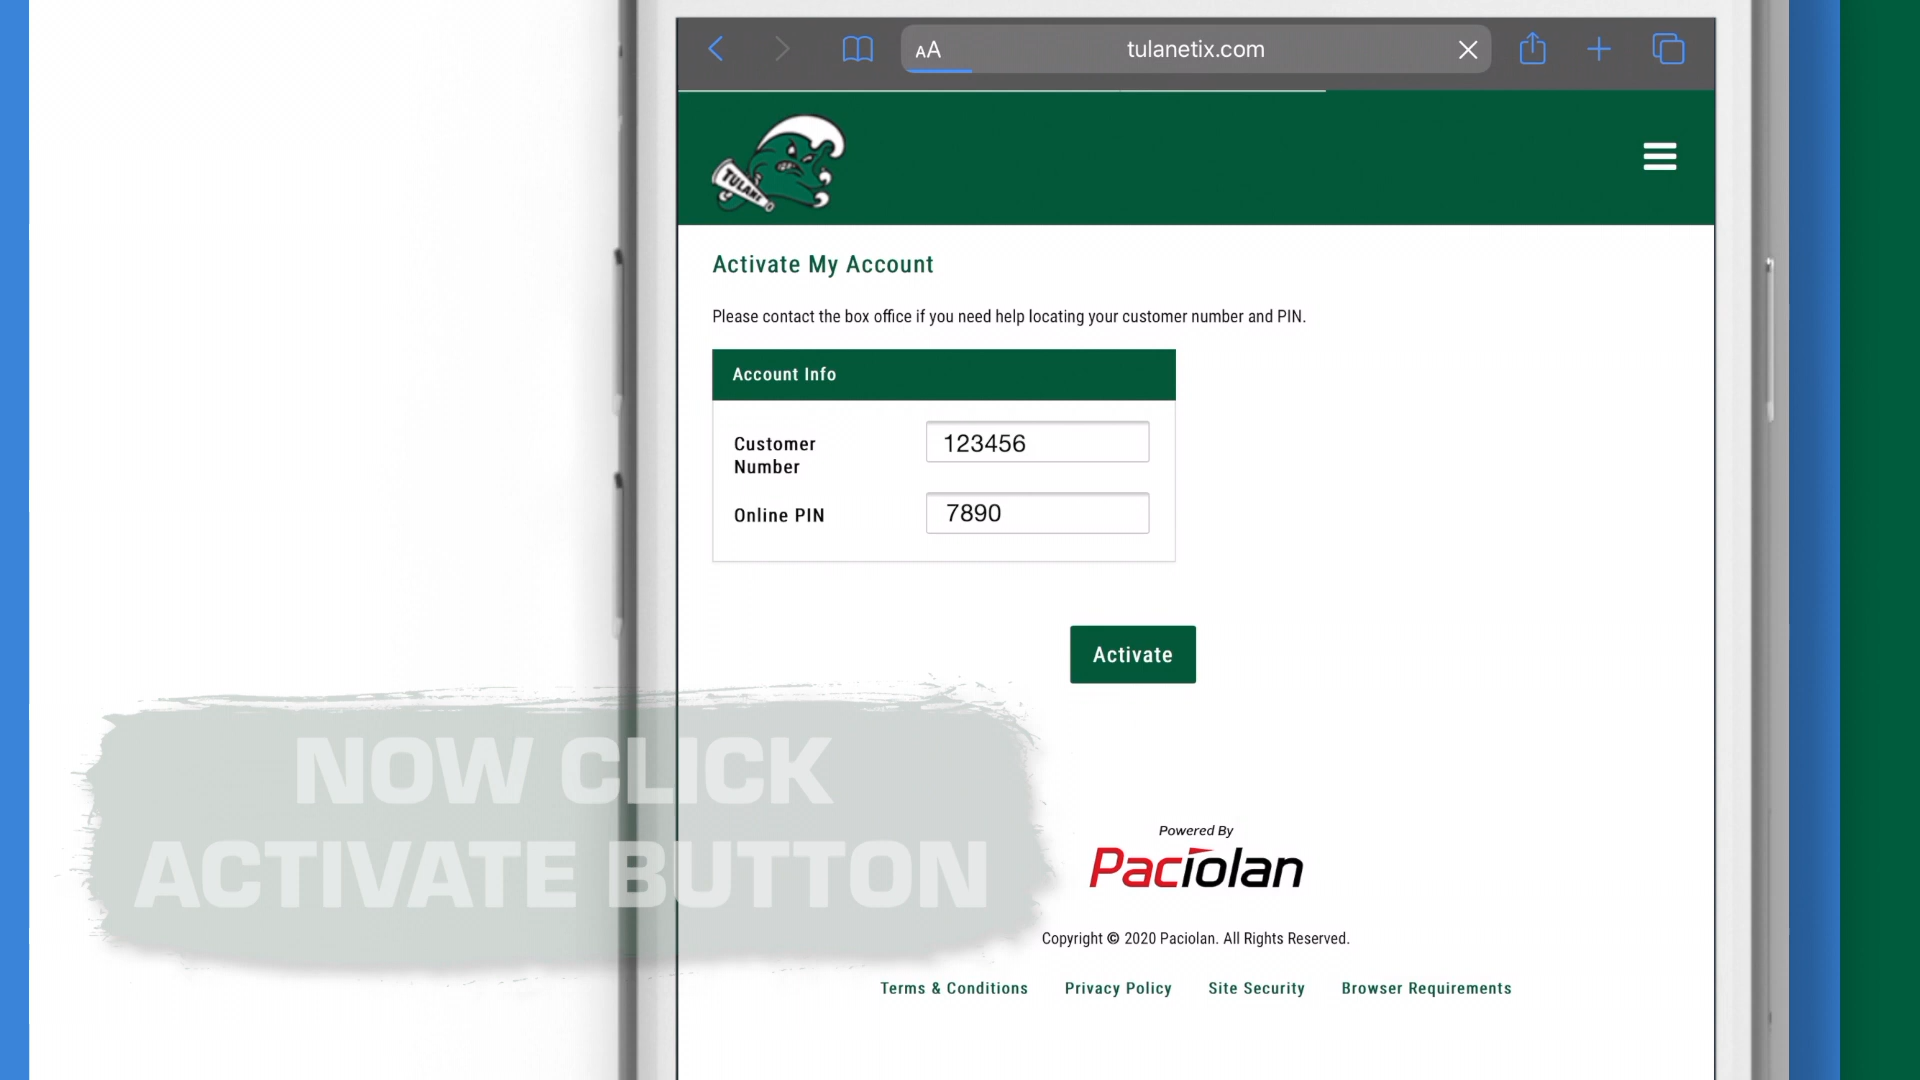 AA
tulanetix.com
TULANE
Activate My Account
Please contact the box office if you need help locating your customer number and PIN.
Account Info
Customer
Number
123456
Online PIN
7890
Activate
NOW CLICK
ACTIVATE BUTTON
Powered By
Paciolan
Copyright © 2020 Paciolan. All Rights Reserved.
Terms & Conditions Privacy Policy Site Security Browser Requirements